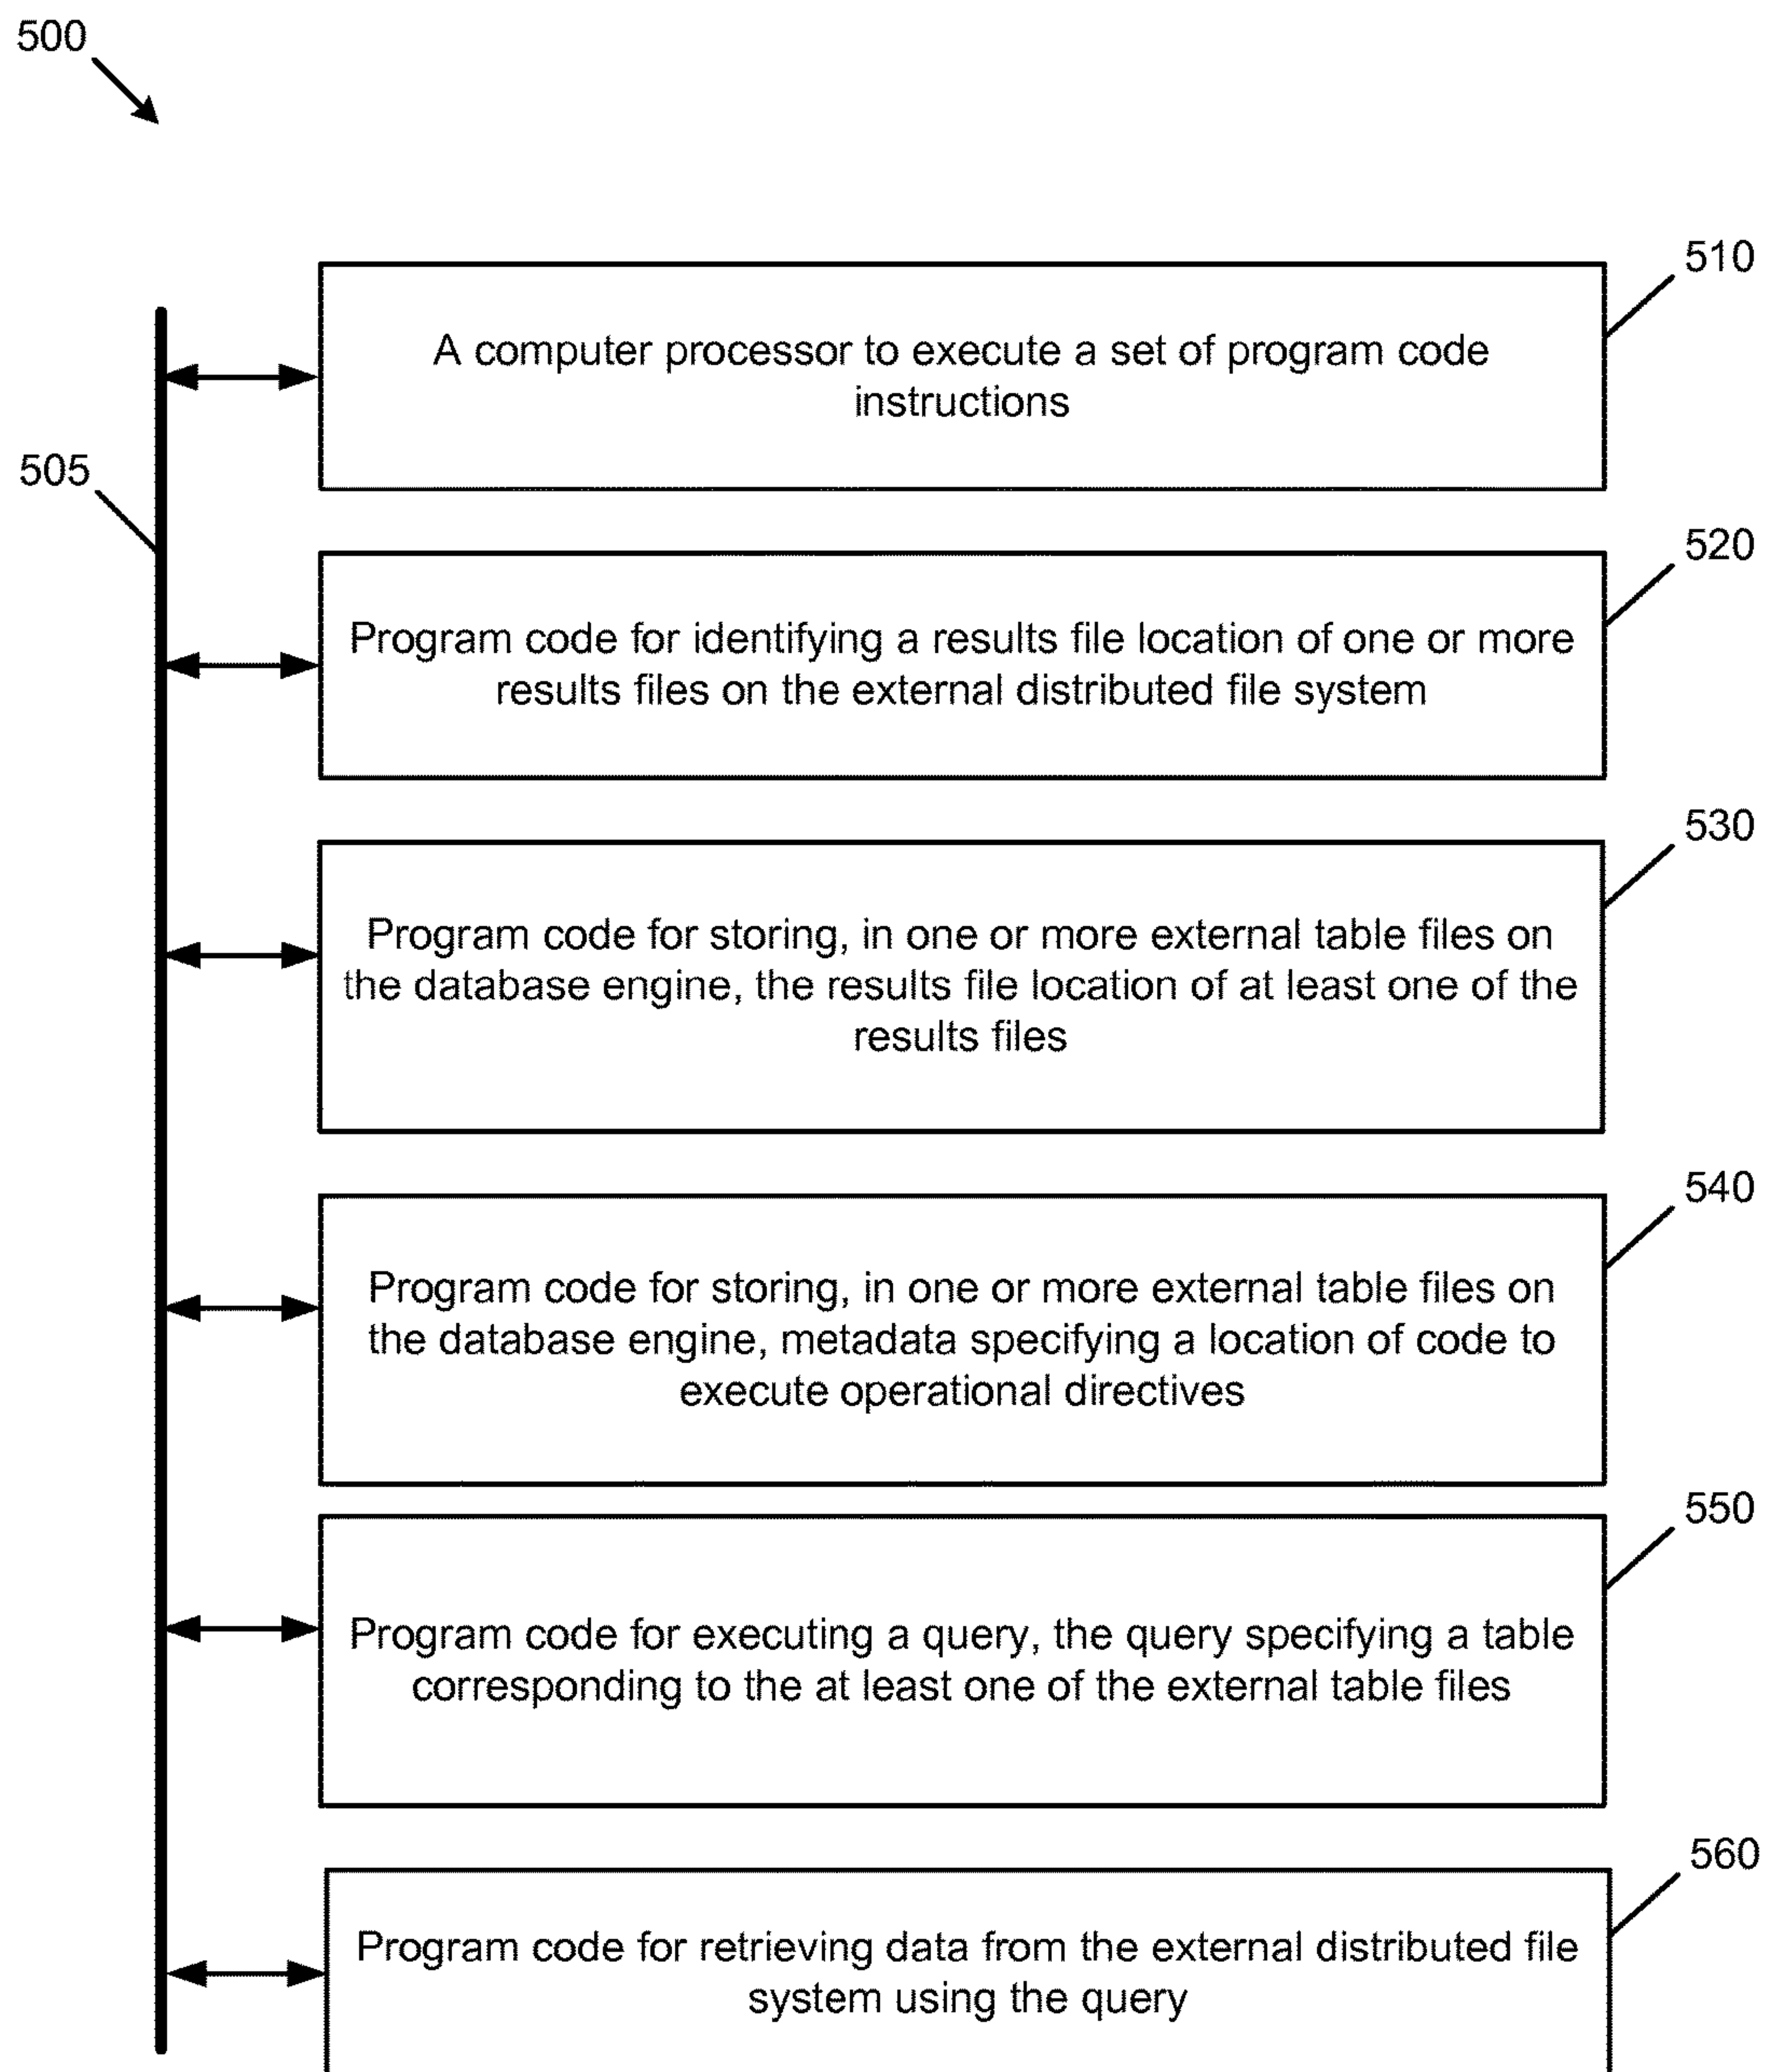 500
510
A computer processor to execute a set of program code
instructions
505
520
Program code for identifying a results file location of one or more
results files on the external distributed file system
530
Program code for storing, in one or more external table files on
the database engine, the results file location of at least one of the
results files
540
Program code for storing, in one or more external table files on
the database engine, metadata specifying a location of code to
execute operational directives
550
Program code for executing a query, the query specifying a table
corresponding to the at least one of the external table files
560
Program code for retrieving data from the external distributed file
system using the query